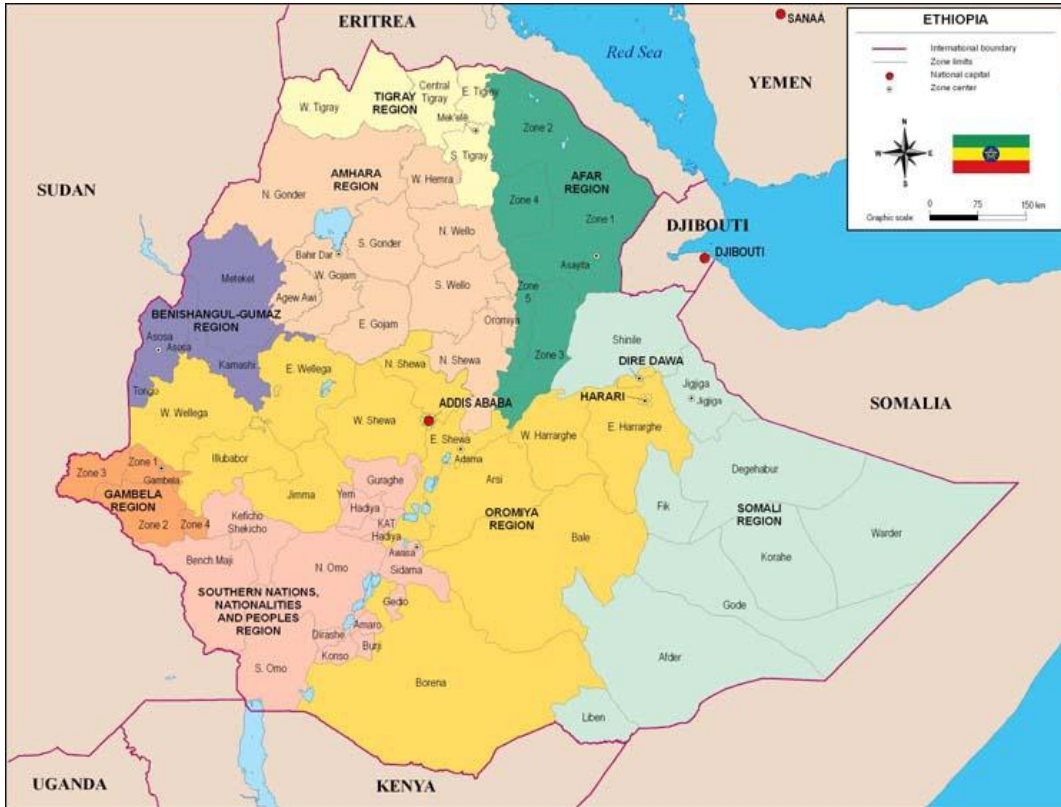 ERITREA
SANAÁ
ETHIOPIA
International boundary
Zone limits
National capital
Zone center
N
W E
S
Graphic scale: 0 75 150 km
Red Sea
YEMEN
SUDAN
TIGRAY
REGION
W. Tigray
Central
Tigray
E. Tigray
Mek'elē
S. Tigray
AFAR
REGION
Zone 2
Zone 4
Zone 1
Asayita
Zone
5
Zone 3
AMHARA
REGION
N. Gonder
W. Hemra
S. Gonder
N. Wello
Bahir Dar
W. Gojam
Agew Awi
S. Wello
E. Gojam
Oromiya
N. Shewa
DJIBOUTI
DJIBOUTI
BENISHANGUL-GUMAZ
REGION
Metekel
Asosa
Asosa
Kamashi
Tongo
Shinile
DIRE DAWA
HARARI
Jigjiga
Jigjiga
SOMALIA
N. Shewa
E. Wellega
W. Wellega
W. Shewa
ADDIS ABABA
E. Shewa
Adama
W. Harrarghe
E. Harrarghe
Illubabor
Jimma
Arsi
OROMIYA
REGION
Bale
Borena
GAMBELA
REGION
Zone 3
Zone 1
Gambela
Zone 2
Zone 4
Guraghe
Yem
Hadiya
KAT
Hadiya
Keficho
Shekicho
Bench Maji
N. Omo
Awasa
Sidama
SOUTHERN NATIONS,
NATIONALITIES
AND PEOPLES
REGION
Gedio
Amaro
Burji
Dirashe
Konso
S. Omo
SOMALI
REGION
Degehabur
Fik
Warder
Korahe
Gode
Afder
Liben
UGANDA
KENYA